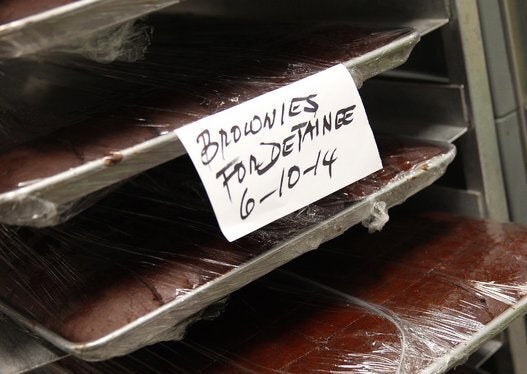 BROWNIES
FOR DETAINEE
6-10-14